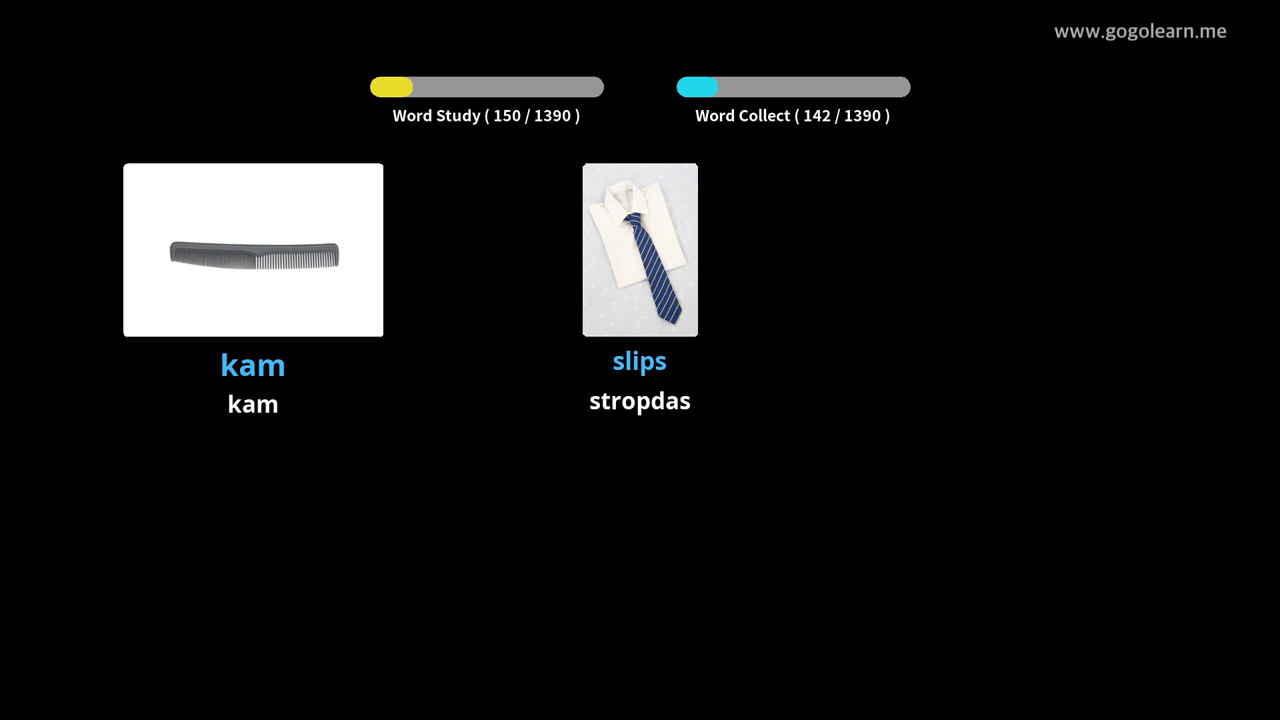 www.gogolearn.me
Word Study ( 150 / 1390 )
Word Collect ( 142 / 1390 )
kam
kam
slips
stropdas